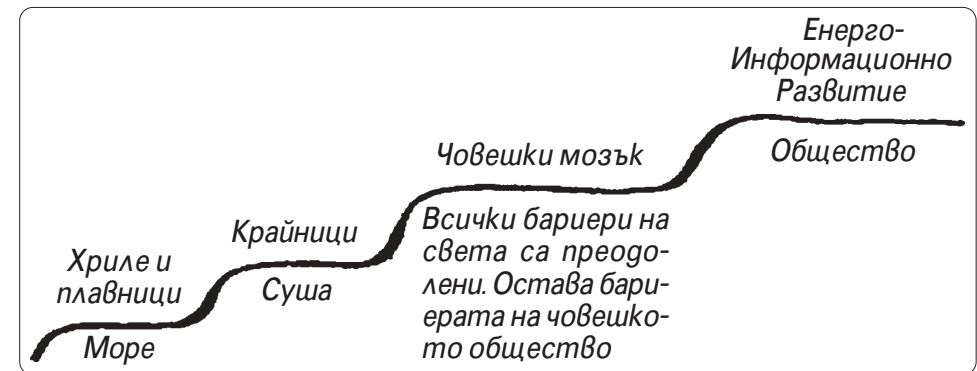 Енерго-
Информационно
Развитие
Общество
Човешки мозък
Всички бариери на
света са преодо-
лени. Остава бари-
ерата на човешко-
то общество
Крайници
Суша
Хриле и
плавници
Море